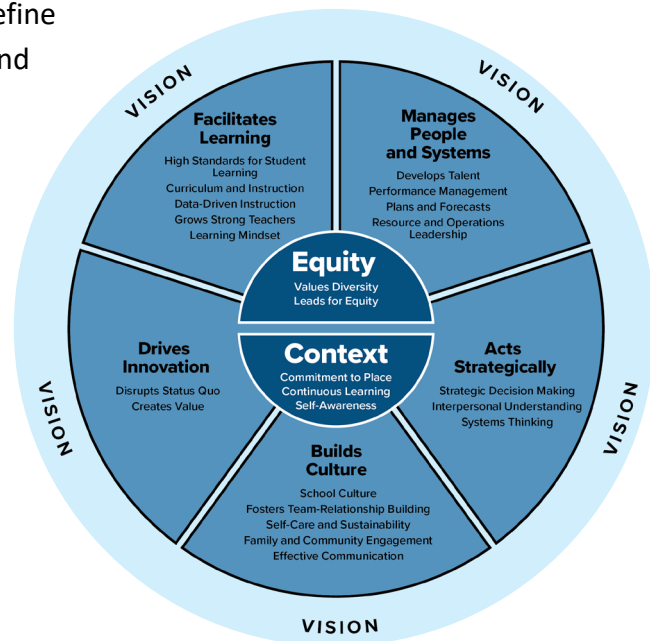 efine
nd
VISION
VISION
Facilitates
Learning
High Standards for Student
Learning
Curriculum and Instruction
Data-Driven Instruction
Grows Strong Teachers
Learning Mindset
Manages
People
and Systems
Develops Talent
Performance Management
Plans and Forecasts
Resource and Operations
Leadership
Equity
Values Diversity
Leads for Equity
Context
Commitment to Place
Continuous Learning
Self-Awareness
Drives
Innovation
Disrupts Status Quo
Creates Value
Acts
Strategically
Strategic Decision Making
Interpersonal Understanding
Systems Thinking
VISION
VISION
Builds
Culture
School Culture
Fosters Team-Relationship Building
Self-Care and Sustainability
Family and Community Engagement
Effective Communication
VISION